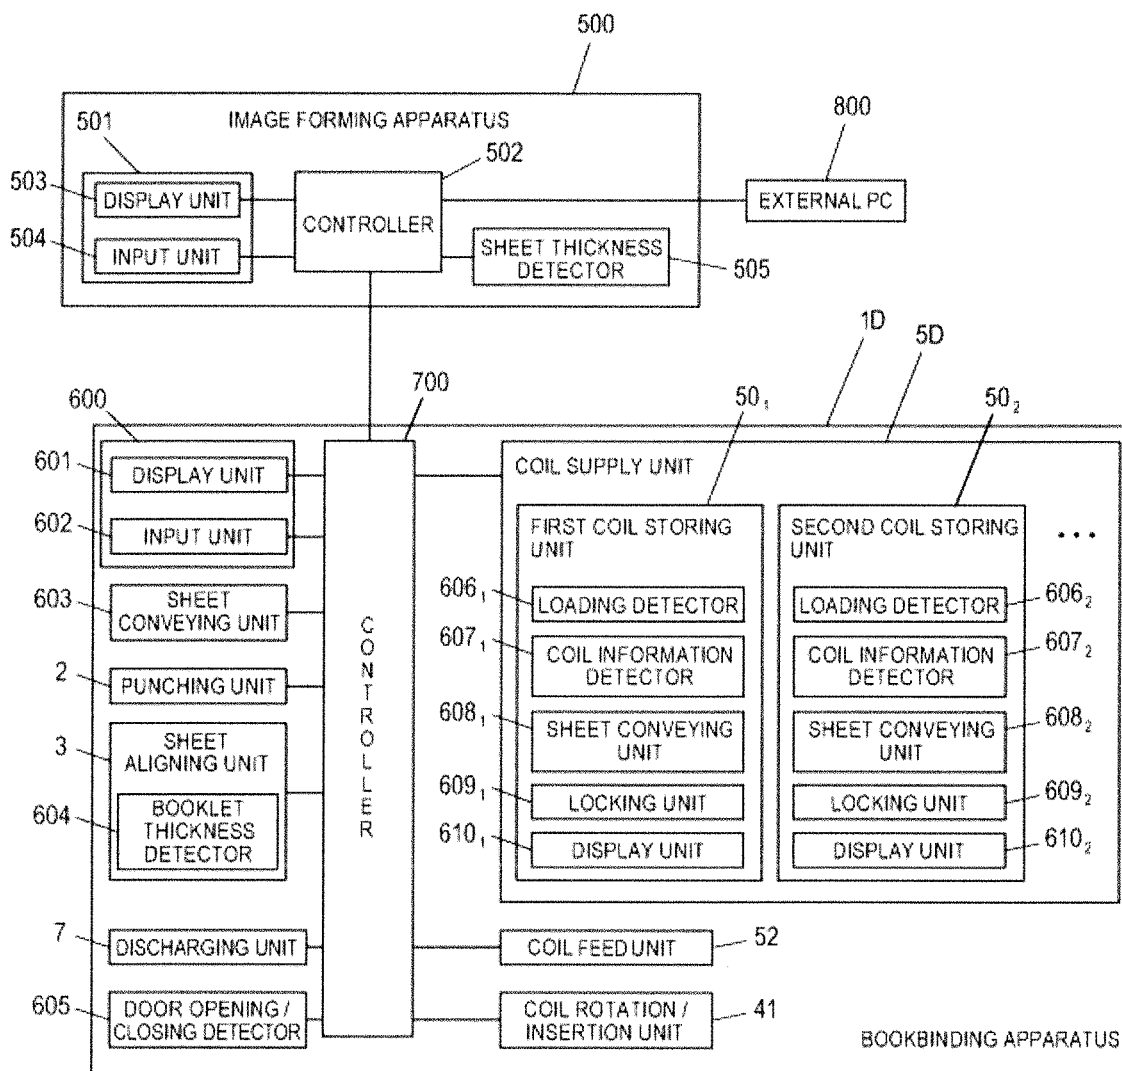 500
IMAGE FORMING APPARATUS
501
502
800
503
DISPLAY UNIT
CONTROLLER
EXTERNAL PC
504
INPUT UNIT
SHEET THICKNESS
DETECTOR
505
1D
5D
700
600
50₁
50₂
601
DISPLAY UNIT
COIL SUPPLY UNIT
602
INPUT UNIT
FIRST COIL STORING
UNIT
SECOND COIL STORING
UNIT
...
603
SHEET
CONVEYING UNIT
606₁
LOADING DETECTOR
LOADING DETECTOR
606₂
CONTROLLER
607₁
COIL INFORMATION
DETECTOR
COIL INFORMATION
DETECTOR
607₂
2
PUNCHING UNIT
608₁
SHEET CONVEYING
UNIT
SHEET CONVEYING
UNIT
608₂
3
SHEET
ALIGNING UNIT
609₁
LOCKING UNIT
LOCKING UNIT
609₂
604
BOOKLET
THICKNESS
DETECTOR
610₁
DISPLAY UNIT
DISPLAY UNIT
610₂
7
DISCHARGING UNIT
COIL FEED UNIT
52
605
DOOR OPENING /
CLOSING DETECTOR
COIL ROTATION /
INSERTION UNIT
41
BOOKBINDING APPARATUS